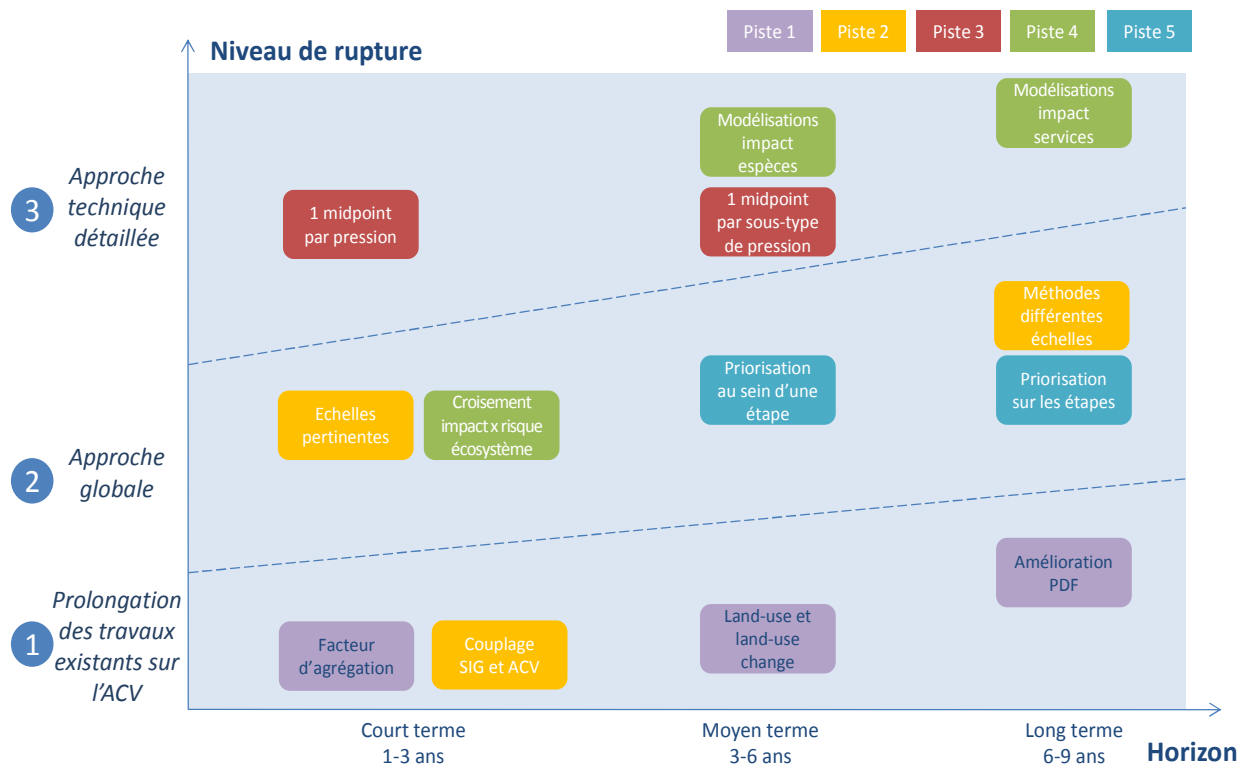 Piste 1
Piste 2
Piste 3
Piste 4
Piste 5
Niveau de rupture
3
Approche
technique
détaillée
1 midpoint
par pression
Modélisations
impact
espèces
1 midpoint
par sous-type
de pression
Modélisations
impact
services
2
Approche
globale
Echelles
pertinentes
Croisement
impact x risque
écosystème
Priorisation
au sein d'une
étape
Méthodes
différentes
échelles
Priorisation
sur les étapes
1
Prolongation
des travaux
existants sur
l'ACV
Facteur
d'agrégation
Couplage
SIG et ACV
Land-use et
land-use
change
Amélioration
PDF
Court terme
1-3 ans
Moyen terme
3-6 ans
Long terme
6-9 ans
Horizon